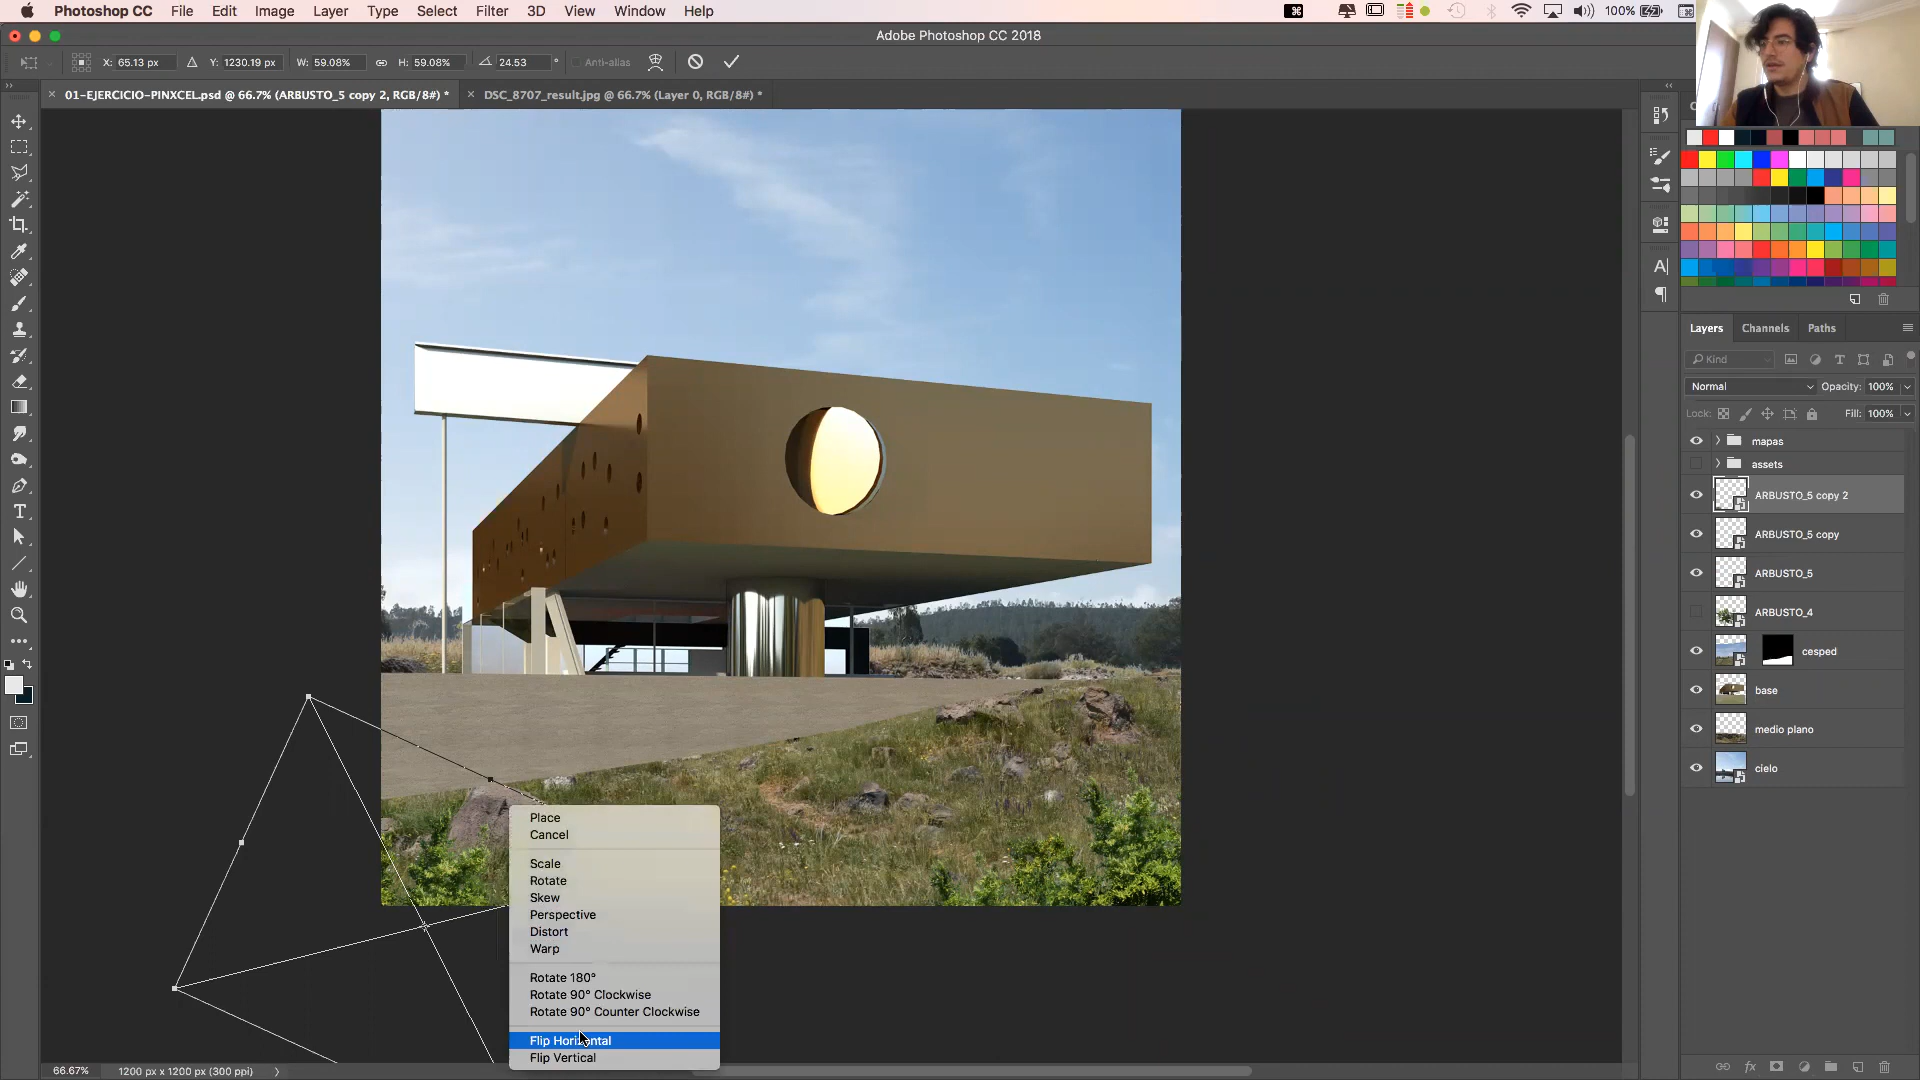 Photoshop CC File Edit Image Layer Type Select Filter 3D View Window Help 100%
Adobe Photoshop CC 2018
X: 65.13 px Y: 1230.19 px W: 59.08% H: 59.08% 24.53 ° Anti-alias
01-EJERCICIO-PINXCEL.psd @ 66.7% (ARBUSTO_5 copy 2, RGB/8#) * DSC_8707_result.jpg @ 66.7% (Layer 0, RGB/8#) *
Layers Channels Paths
Kind
Normal Opacity: 100%
Lock: Fill: 100%
mapas
assets
ARBUSTO_5 copy 2
ARBUSTO_5 copy
ARBUSTO_5
ARBUSTO_4
cesped
base
medio plano
cielo
Place
Cancel
Scale
Rotate
Skew
Perspective
Distort
Warp
Rotate 180°
Rotate 90° Clockwise
Rotate 90° Counter Clockwise
Flip Horizontal
Flip Vertical
66.67% 1200 px x 1200 px (300 ppi)